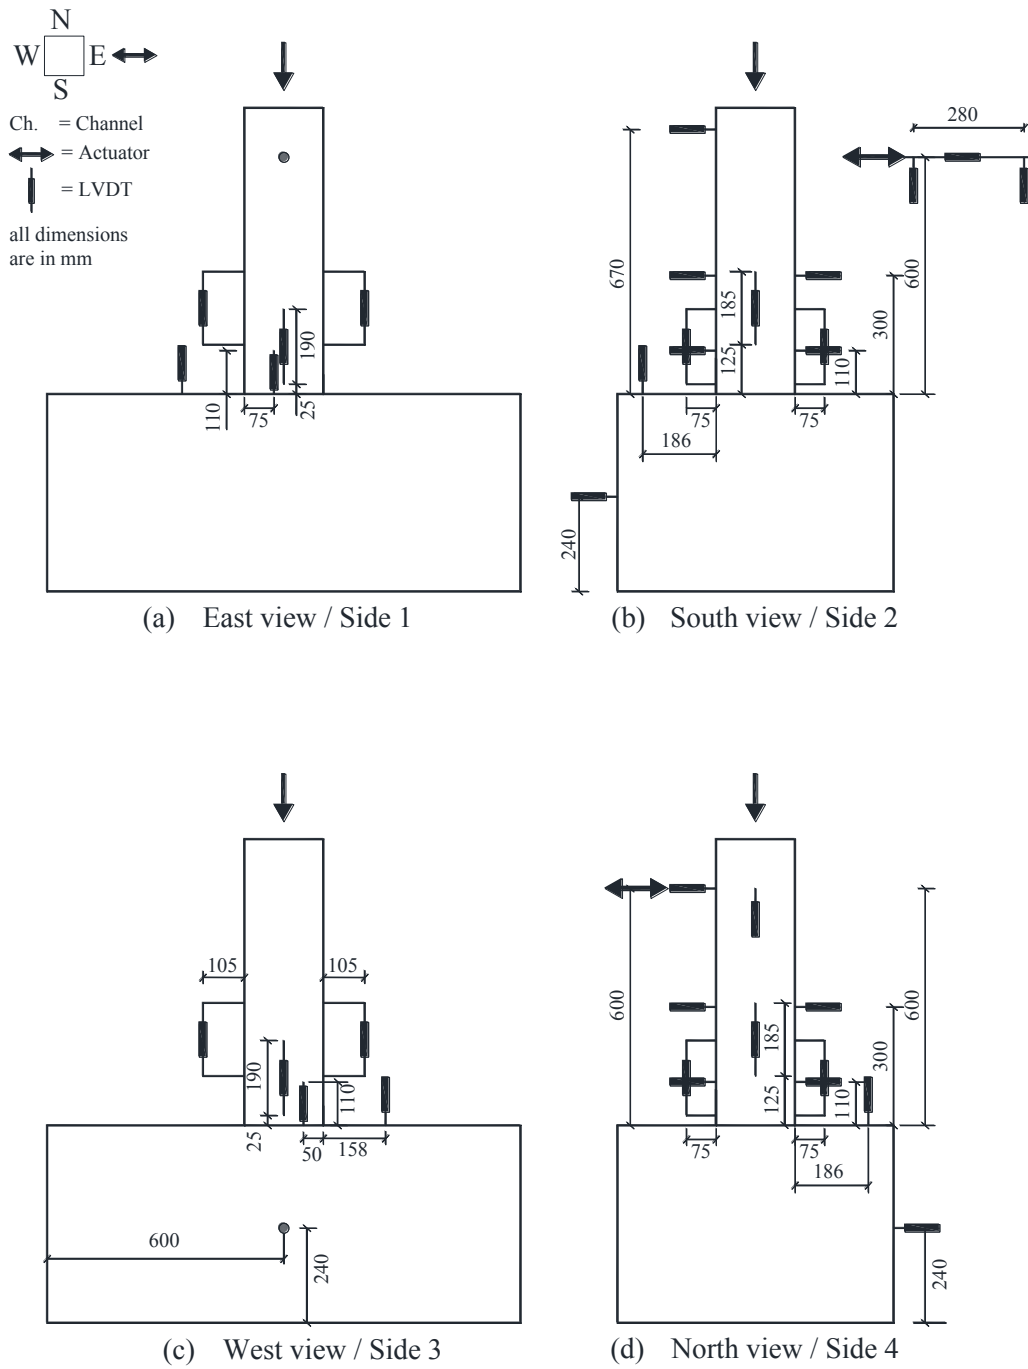 N
W E
S
Ch. = Channel
= Actuator
= LVDT
all dimensions
are in mm
190
110
75
25
(a) East view / Side 1
280
670
185
600
300
125
110
75
75
186
240
(b) South view / Side 2
105
105
190
110
25
50
158
600
240
(c) West view / Side 3
600
600
185
300
125
110
75
75
186
240
(d) North view / Side 4